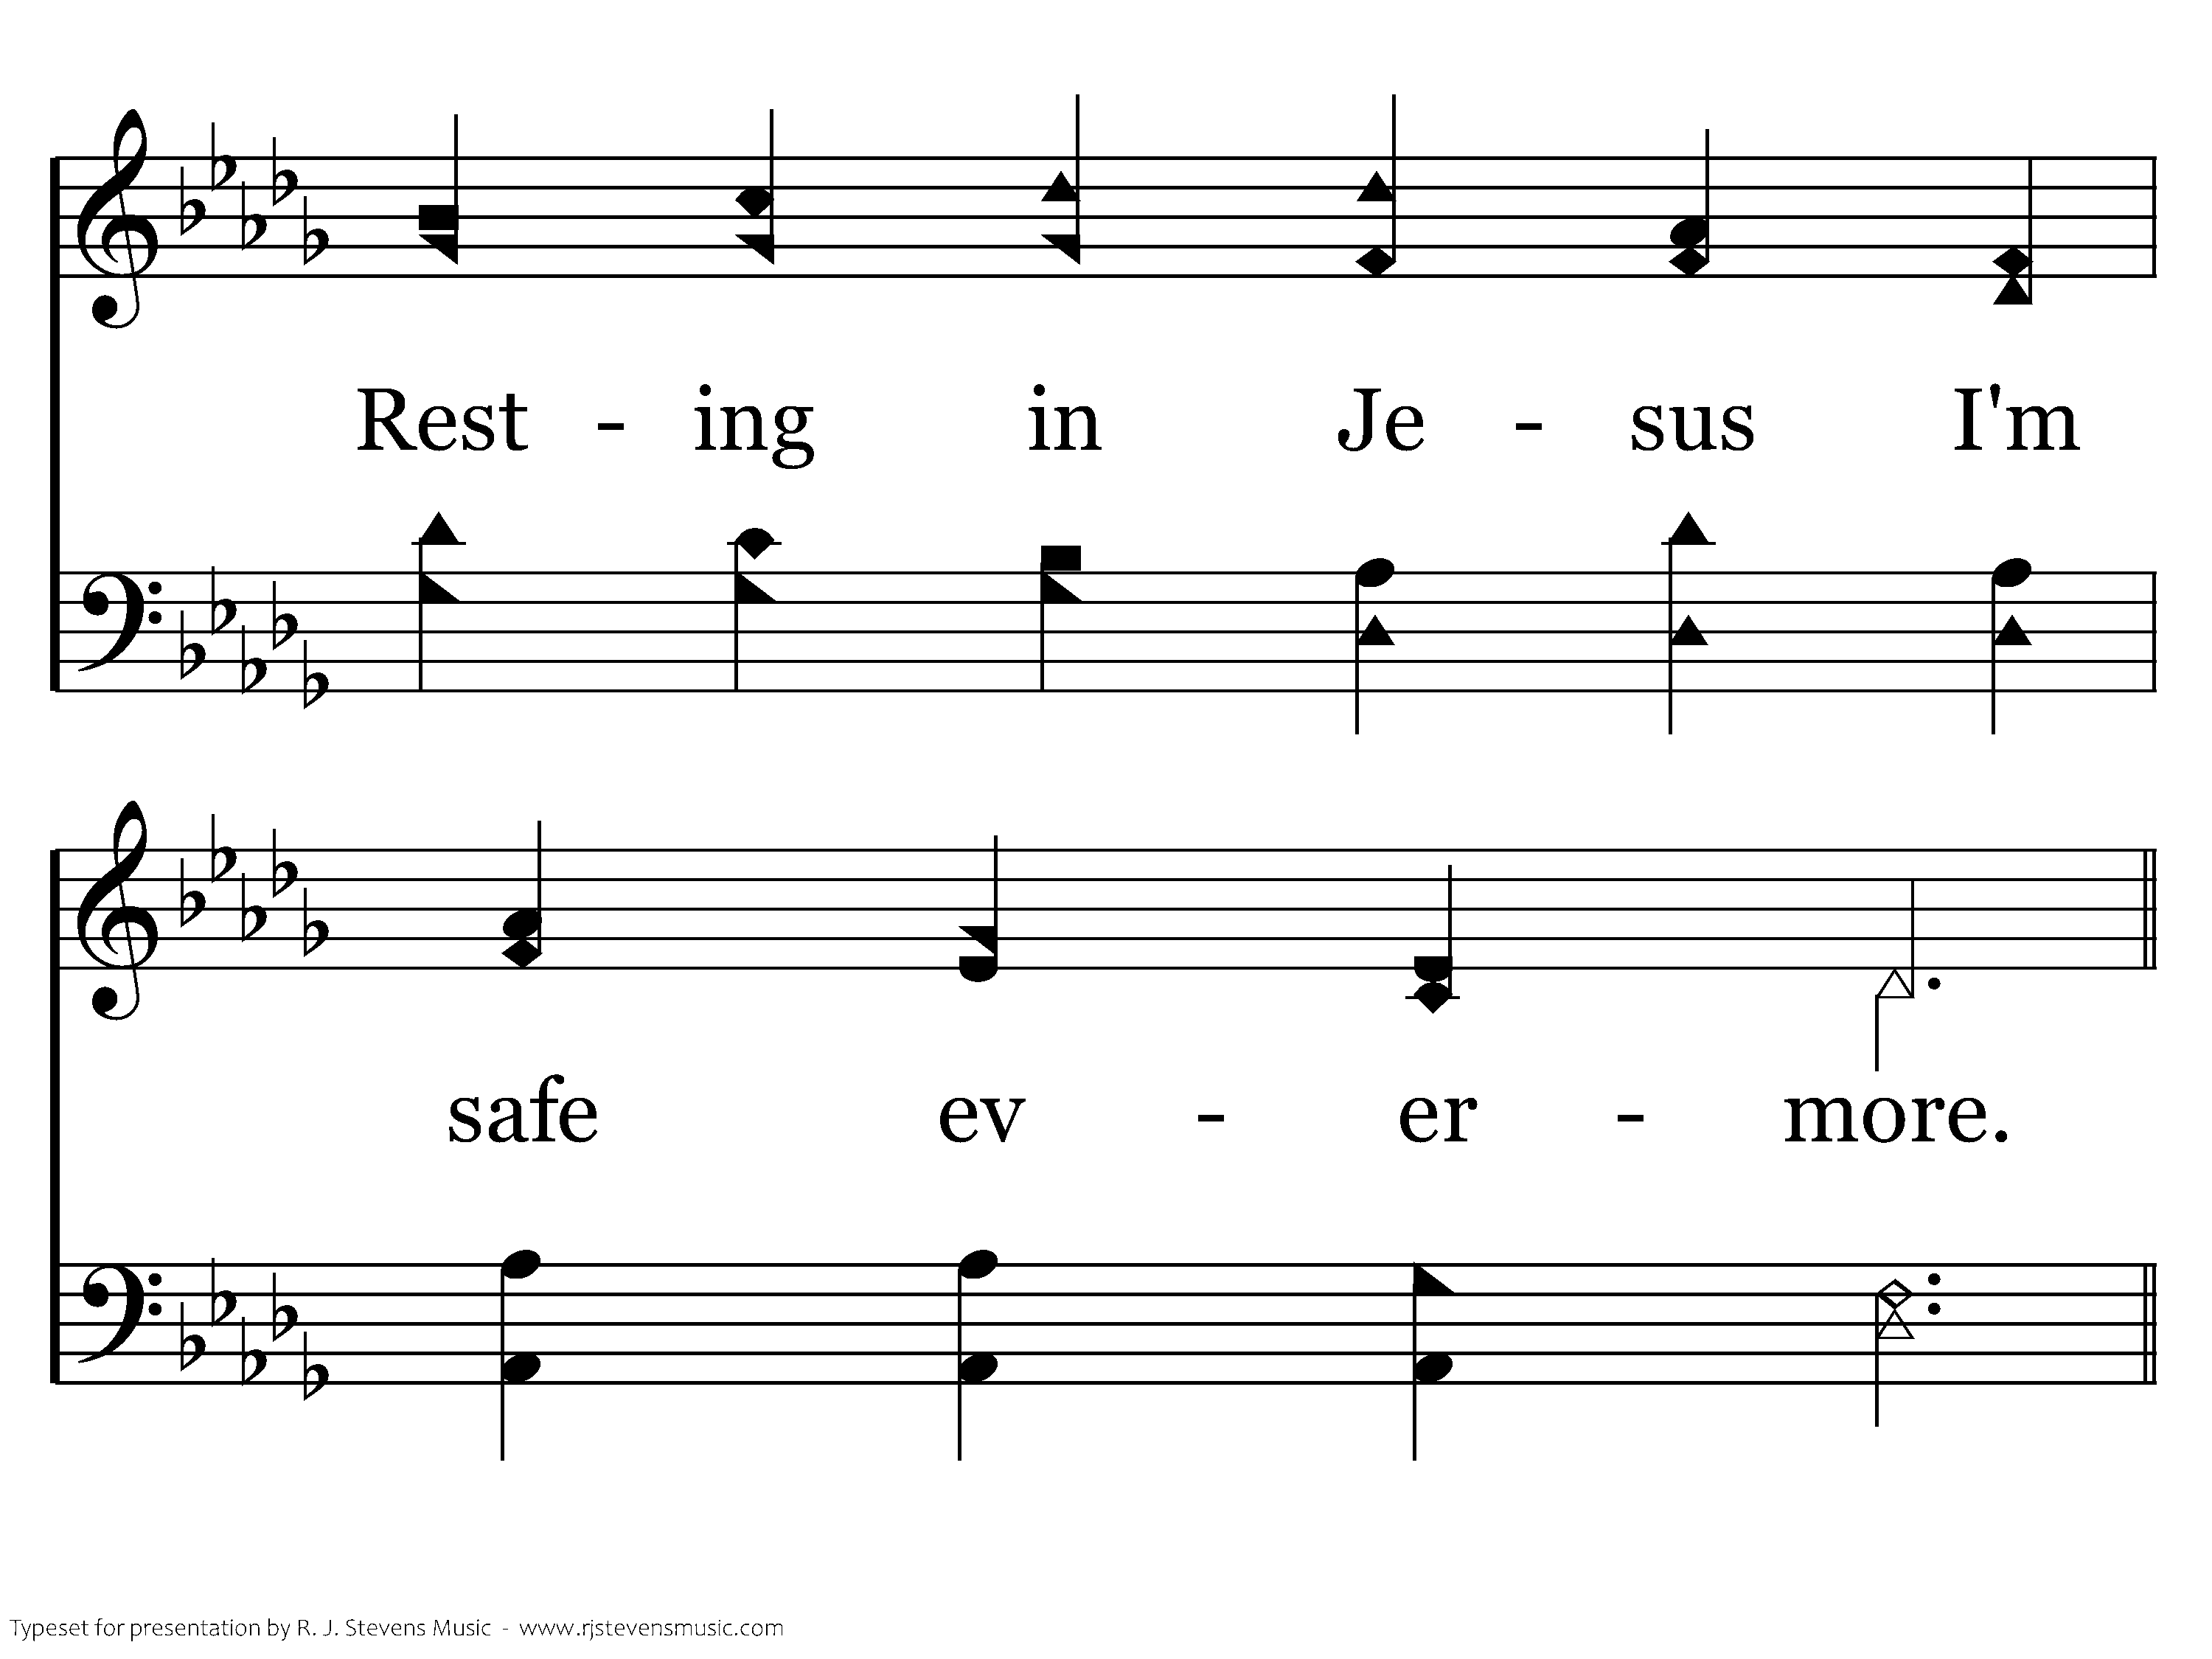 Rest - ing in Je - sus I'm
safe ev - er - more.
Typeset for presentation by R. J. Stevens Music - www.rjstevensmusic.com